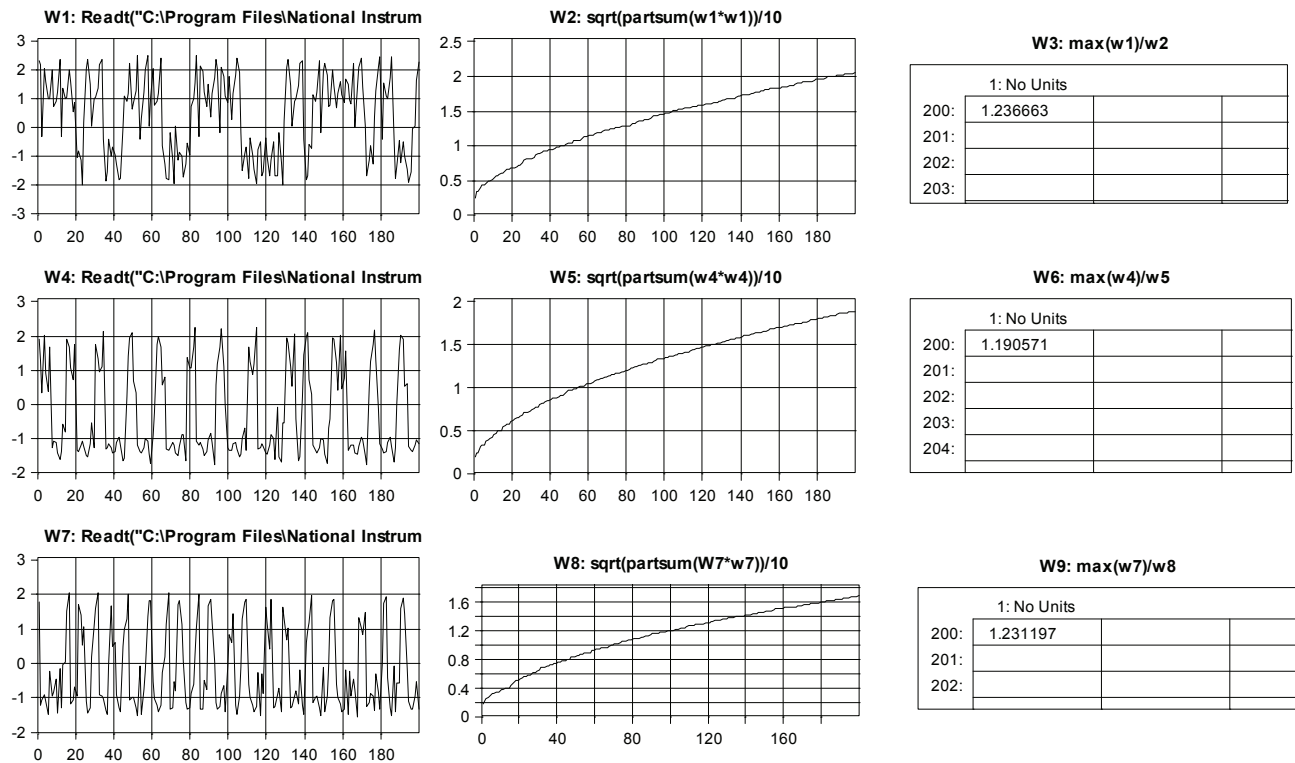 W1: Readt("C:\Program Files\National Instrum
3
2
1
0
-1
-2
-3
0 20 40 60 80 100 120 140 160 180
W2: sqrt(partsum(w1*w1))/10
2.5
2
1.5
1
0.5
0
0 20 40 60 80 100 120 140 160 180
W3: max(w1)/w2
1: No Units
200: 1.236663
201:
202:
203:
W4: Readt("C:\Program Files\National Instrum
3
2
1
0
-1
-2
0 20 40 60 80 100 120 140 160 180
W5: sqrt(partsum(w4*w4))/10
2
1.5
1
0.5
0
0 20 40 60 80 100 120 140 160 180
W6: max(w4)/w5
1: No Units
200: 1.190571
201:
202:
203:
204:
W7: Readt("C:\Program Files\National Instrum
3
2
1
0
-1
-2
0 20 40 60 80 100 120 140 160 180
W8: sqrt(partsum(W7*w7))/10
1.6
1.2
0.8
0.4
0
0 40 80 120 160
W9: max(w7)/w8
1: No Units
200: 1.231197
201:
202: